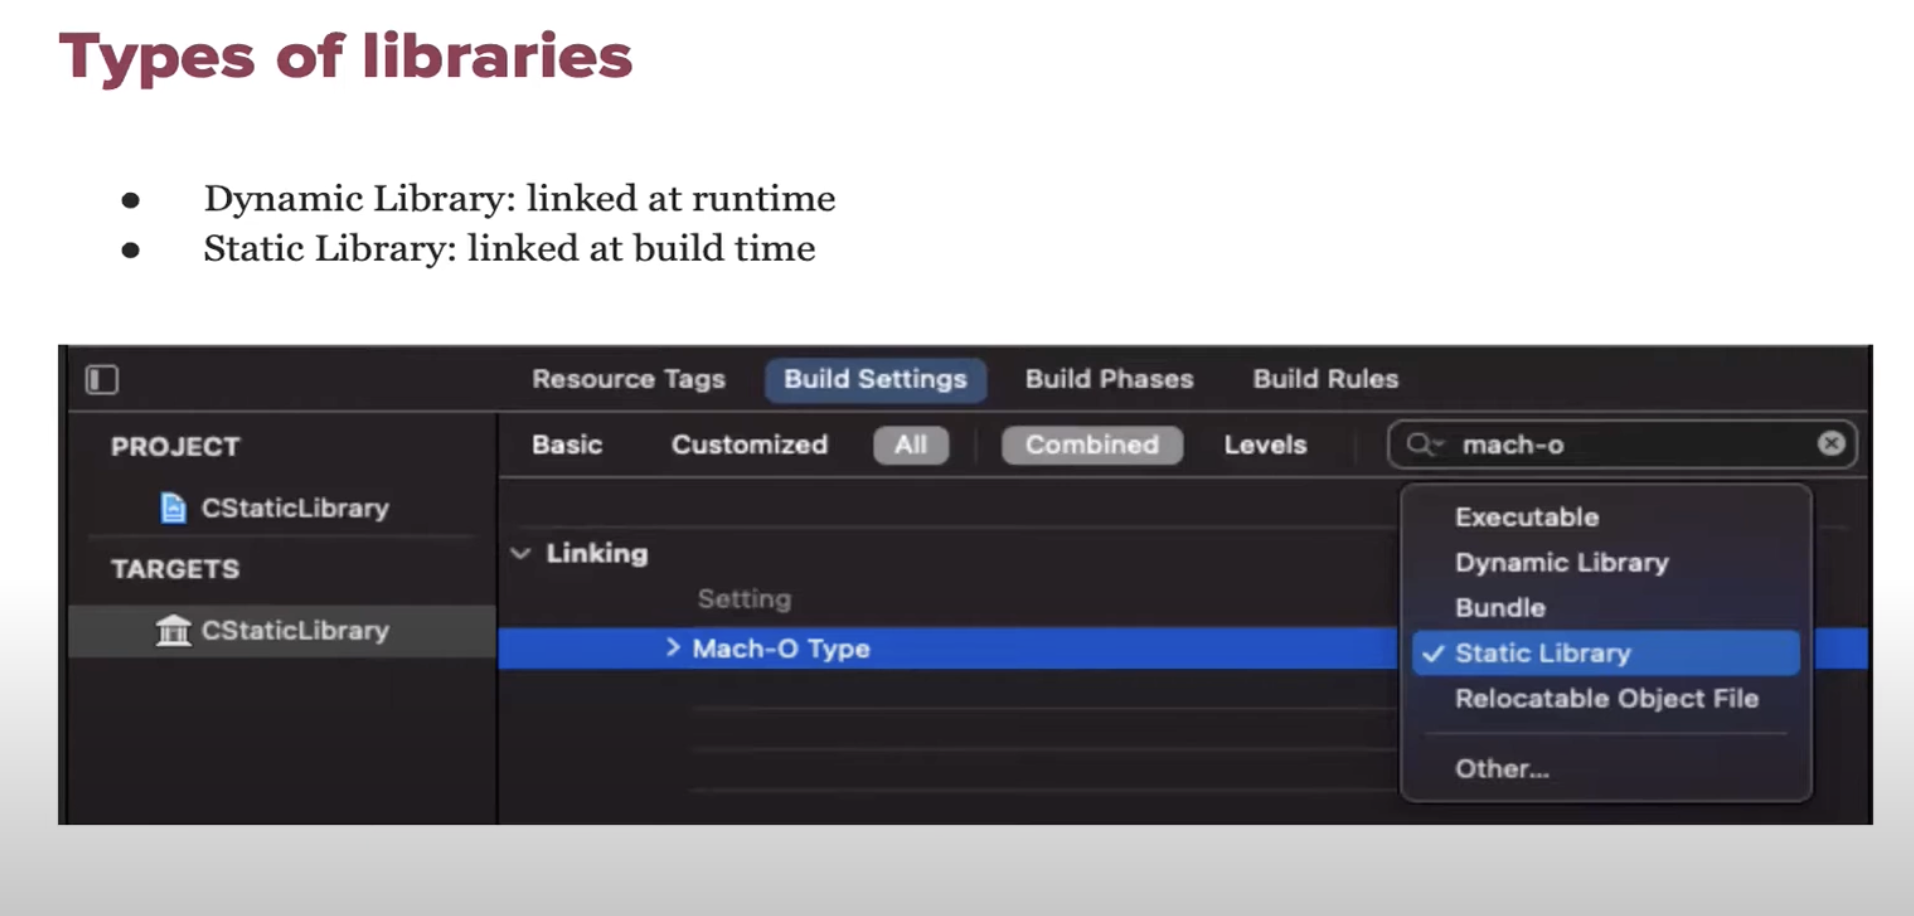 Types of libraries
● Dynamic Library: linked at runtime
● Static Library: linked at build time
Resource Tags Build Settings Build Phases Build Rules
PROJECT
CStaticLibrary
TARGETS
CStaticLibrary
Basic Customized All Combined Levels mach-o
Linking
Setting
Mach-O Type
Executable
Dynamic Library
Bundle
Static Library
Relocatable Object File
Other...